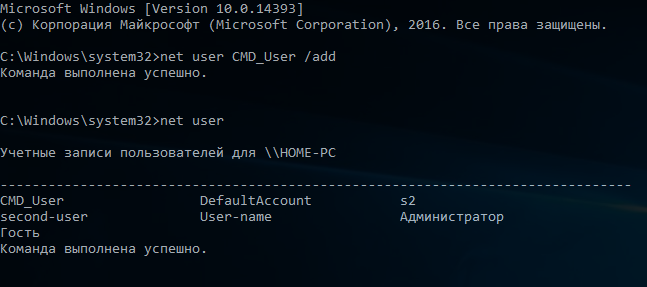 Microsoft Windows [Version 10.0.14393]
(c) Корпорация Майкрософт (Microsoft Corporation), 2016. Все права защищены.
C:\Windows\system32>net user CMD_User /add
Команда выполнена успешно.
C:\Windows\system32>net user
Учетные записи пользователей для \\HOME-PC
-------------------------------------------------------------------------------
CMD_User DefaultAccount s2
second-user User-name Администратор
Гость
Команда выполнена успешно.